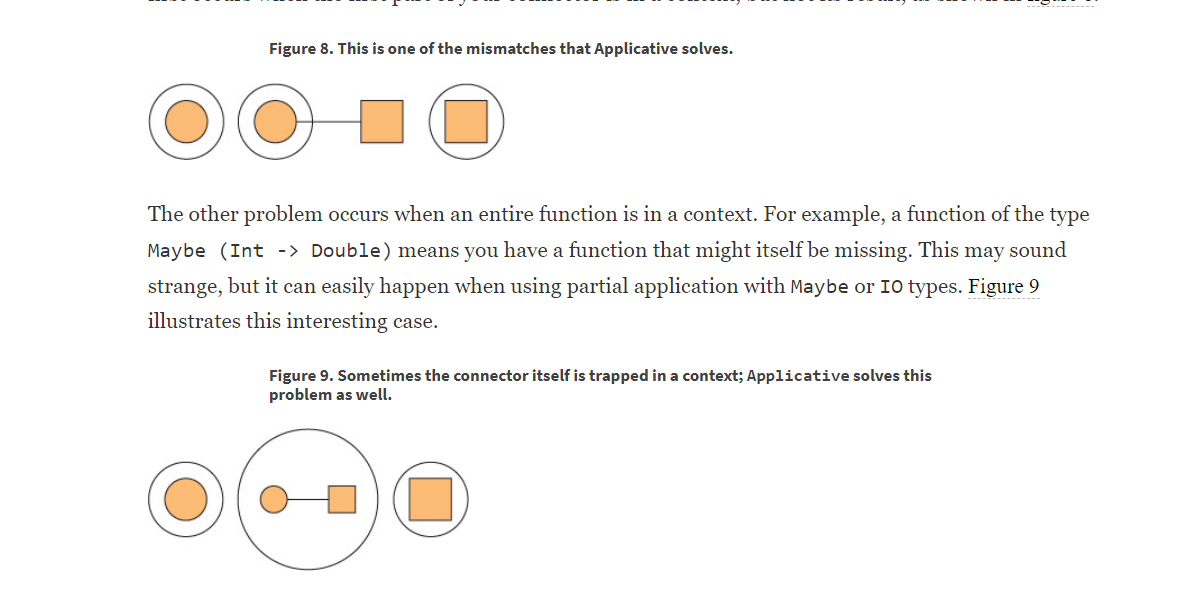 Figure 8. This is one of the mismatches that Applicative solves.
The other problem occurs when an entire function is in a context. For example, a function of the type
Maybe (Int -> Double) means you have a function that might itself be missing. This may sound
strange, but it can easily happen when using partial application with Maybe or IO types. Figure 9
illustrates this interesting case.
Figure 9. Sometimes the connector itself is trapped in a context; Applicative solves this
problem as well.